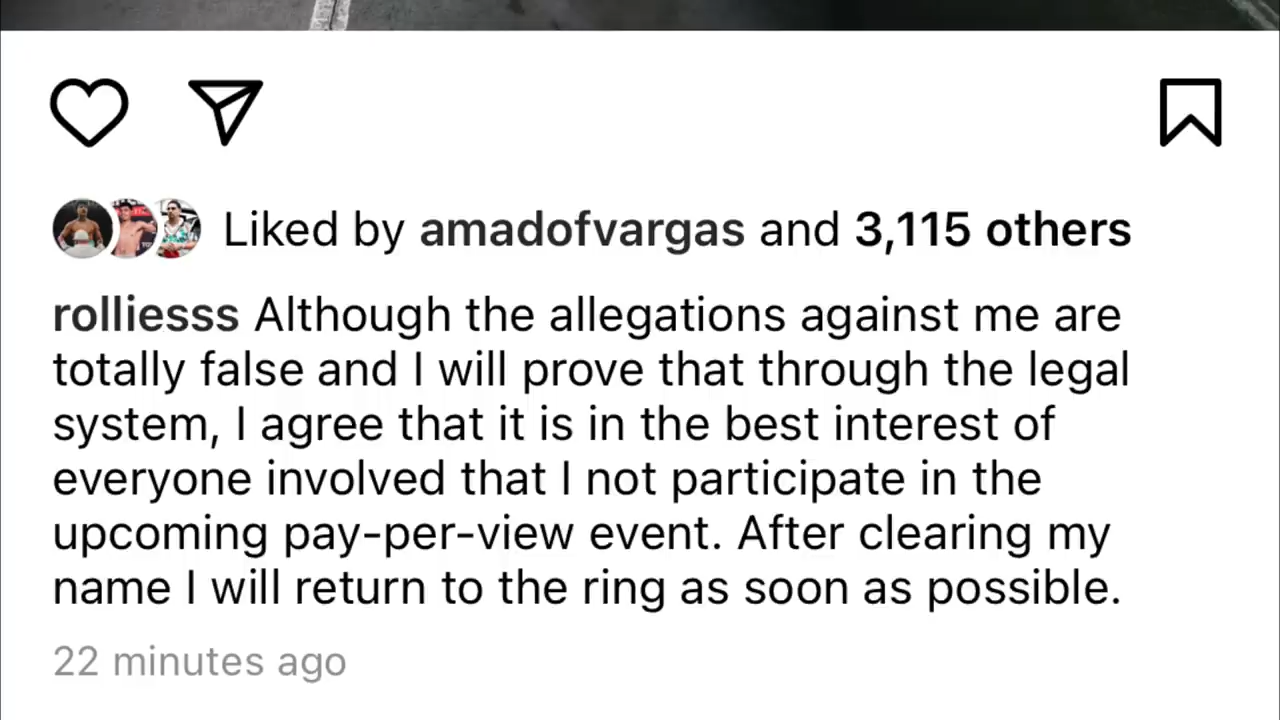 Liked by amadofvargas and 3,115 others
rolliesss Although the allegations against me are
totally false and I will prove that through the legal
system, I agree that it is in the best interest of
everyone involved that I not participate in the
upcoming pay-per-view event. After clearing my
name I will return to the ring as soon as possible.
22 minutes ago